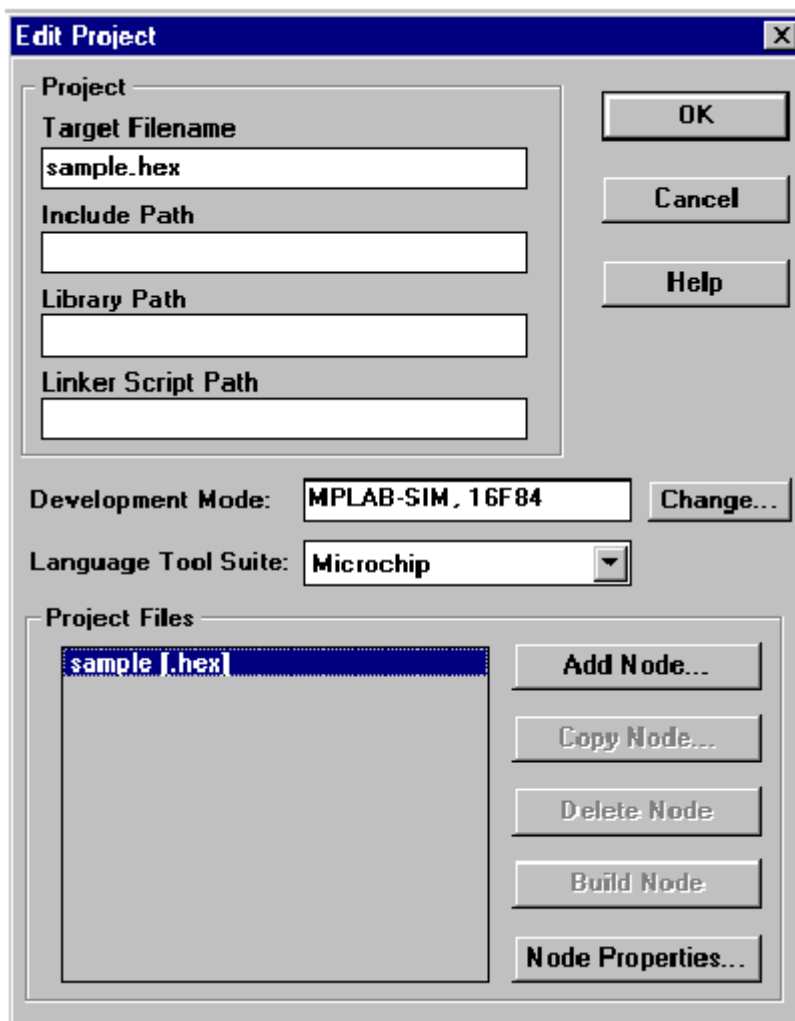 Edit Project
Project
Target Filename
OK
sample.hex
Cancel
Include Path
Help
Library Path
Linker Script Path
Development Mode: MPLAB-SIM, 16F84 Change...
Language Tool Suite: Microchip
Project Files
sample [.hex]
Add Node...
Copy Node...
Delete Node
Build Node
Node Properties...